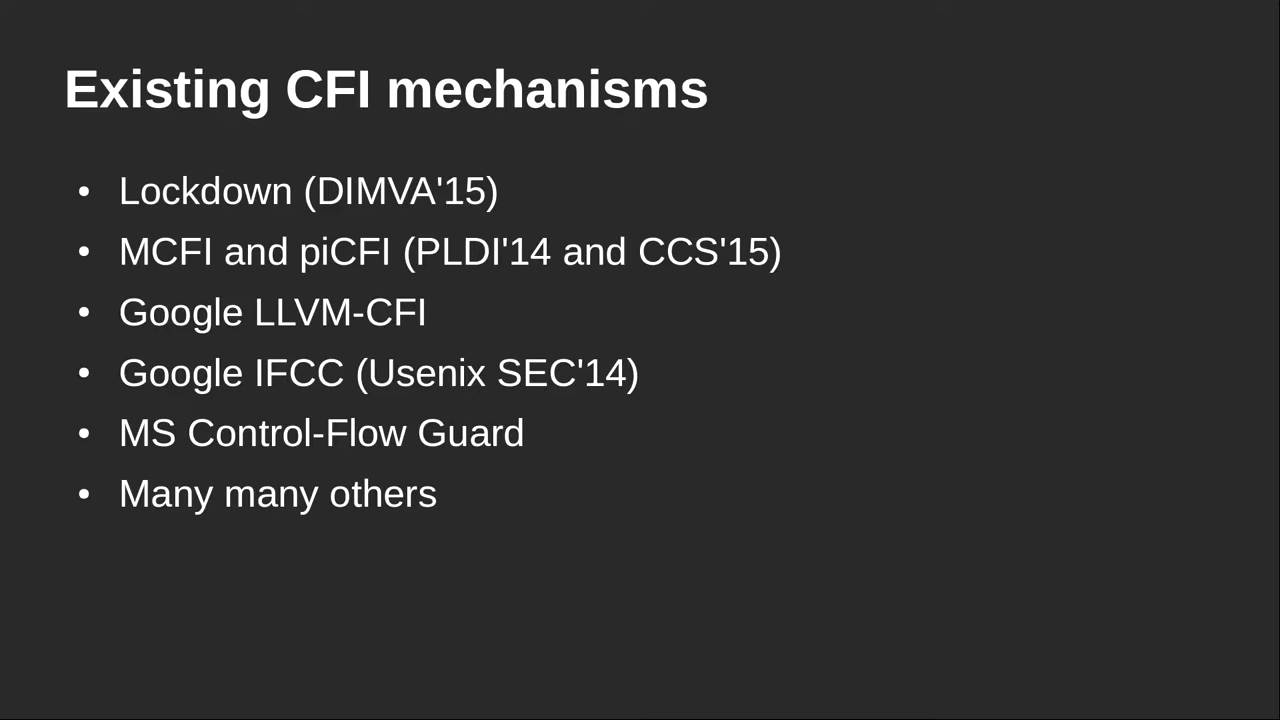 Existing CFI mechanisms
• Lockdown (DIMVA'15)
• MCFI and piCFI (PLDI'14 and CCS'15)
• Google LLVM-CFI
• Google IFCC (Usenix SEC'14)
• MS Control-Flow Guard
• Many many others